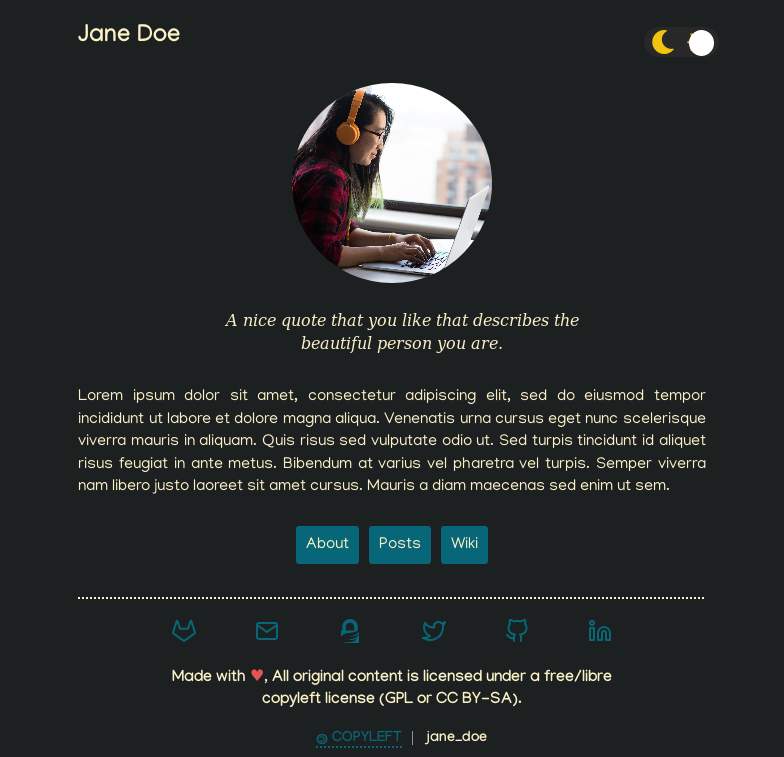 Jane Doe
A nice quote that you like that describes the
beautiful person you are.
Lorem ipsum dolor sit amet, consectetur adipiscing elit, sed do eiusmod tempor
incididunt ut labore et dolore magna aliqua. Venenatis urna cursus eget nunc scelerisque
viverra mauris in aliquam. Quis risus sed vulputate odio ut. Sed turpis tincidunt id aliquet
risus feugiat in ante metus. Bibendum at varius vel pharetra vel turpis. Semper viverra
nam libero justo laoreet sit amet cursus. Mauris a diam maecenas sed enim ut sem.
About Posts Wiki
Made with ♥, All original content is licensed under a free/libre
copyleft license (GPL or CC BY-SA).
🄯 COPYLEFT | jane_doe